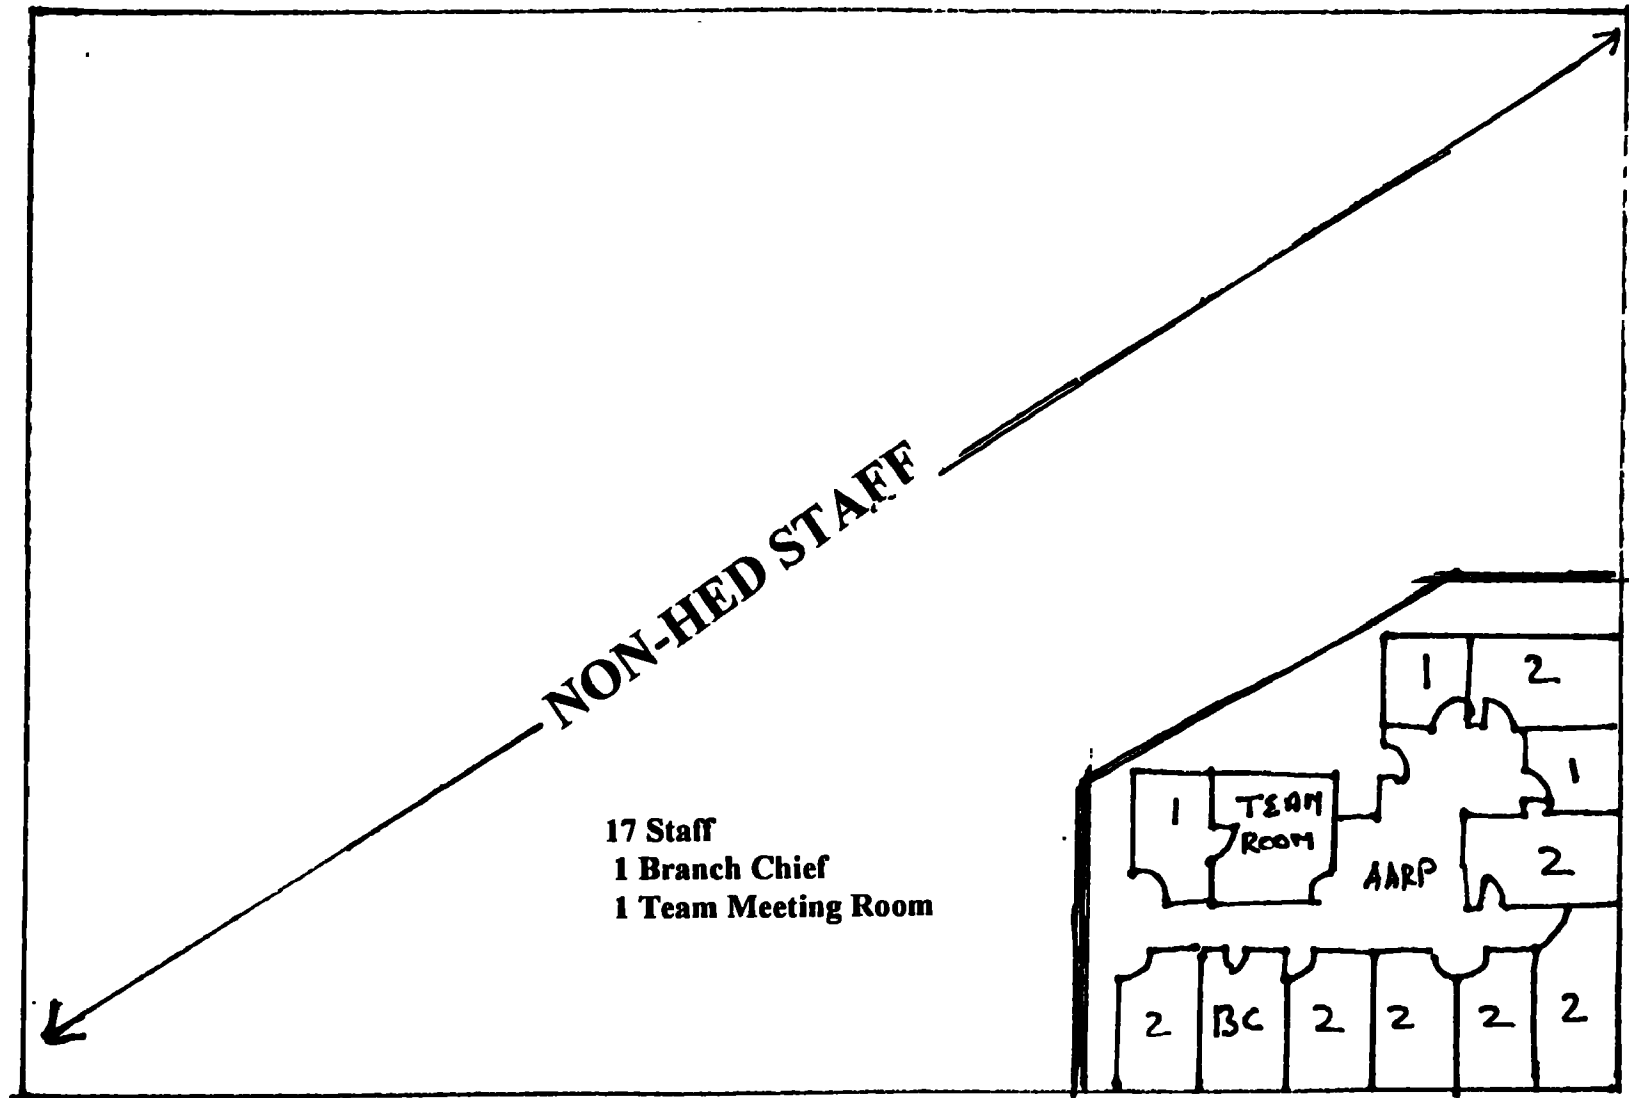 NON-HED STAFF
17 Staff
1 Branch Chief
1 Team Meeting Room
1
2
1
1
TEAM
ROOM
AARP
2
2
BC
2
2
2
2